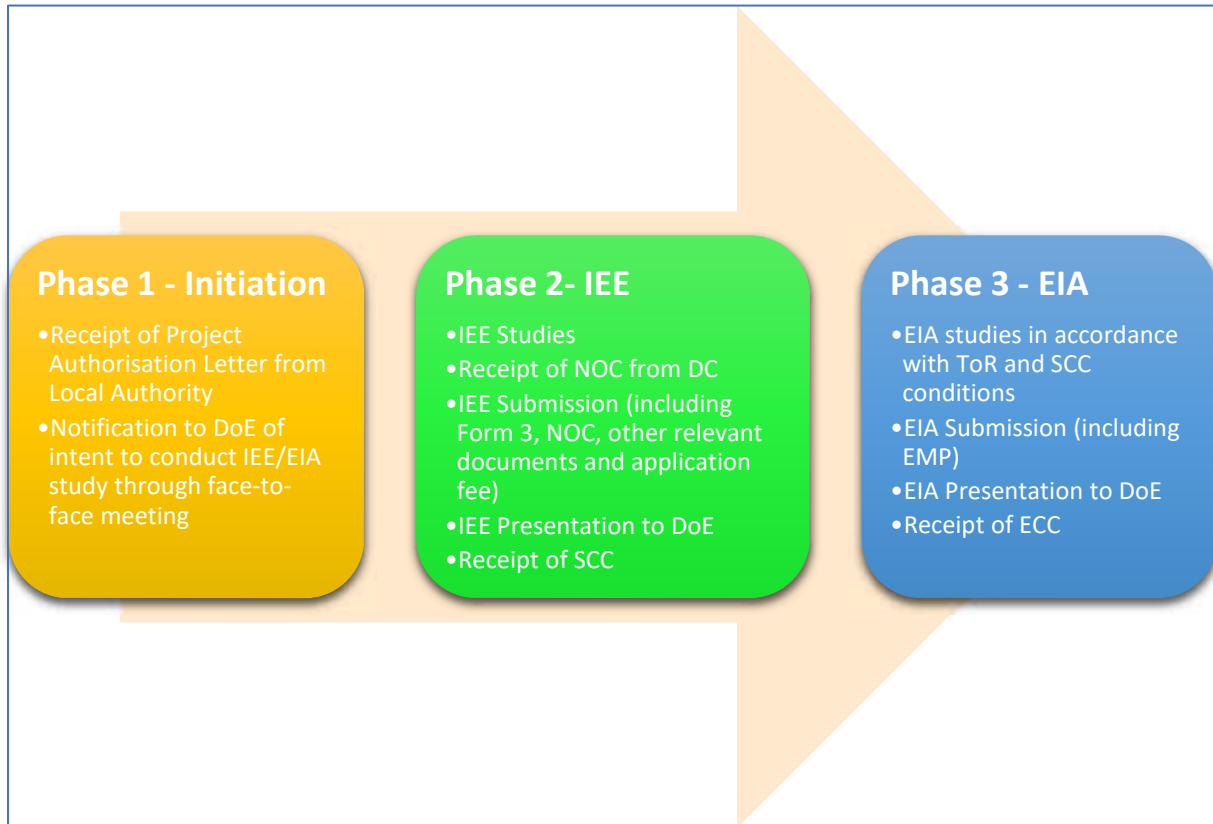 Phase 1 - Initiation
•Receipt of Project
Authorisation Letter from
Local Authority
•Notification to DoE of
intent to conduct IEE/EIA
study through face-to-
face meeting
Phase 2- IEE
•IEE Studies
•Receipt of NOC from DC
•IEE Submission (including
Form 3, NOC, other relevant
documents and application
fee)
•IEE Presentation to DoE
•Receipt of SCC
Phase 3 - EIA
•EIA studies in accordance
with ToR and SCC
conditions
•EIA Submission (including
EMP)
•EIA Presentation to DoE
•Receipt of ECC